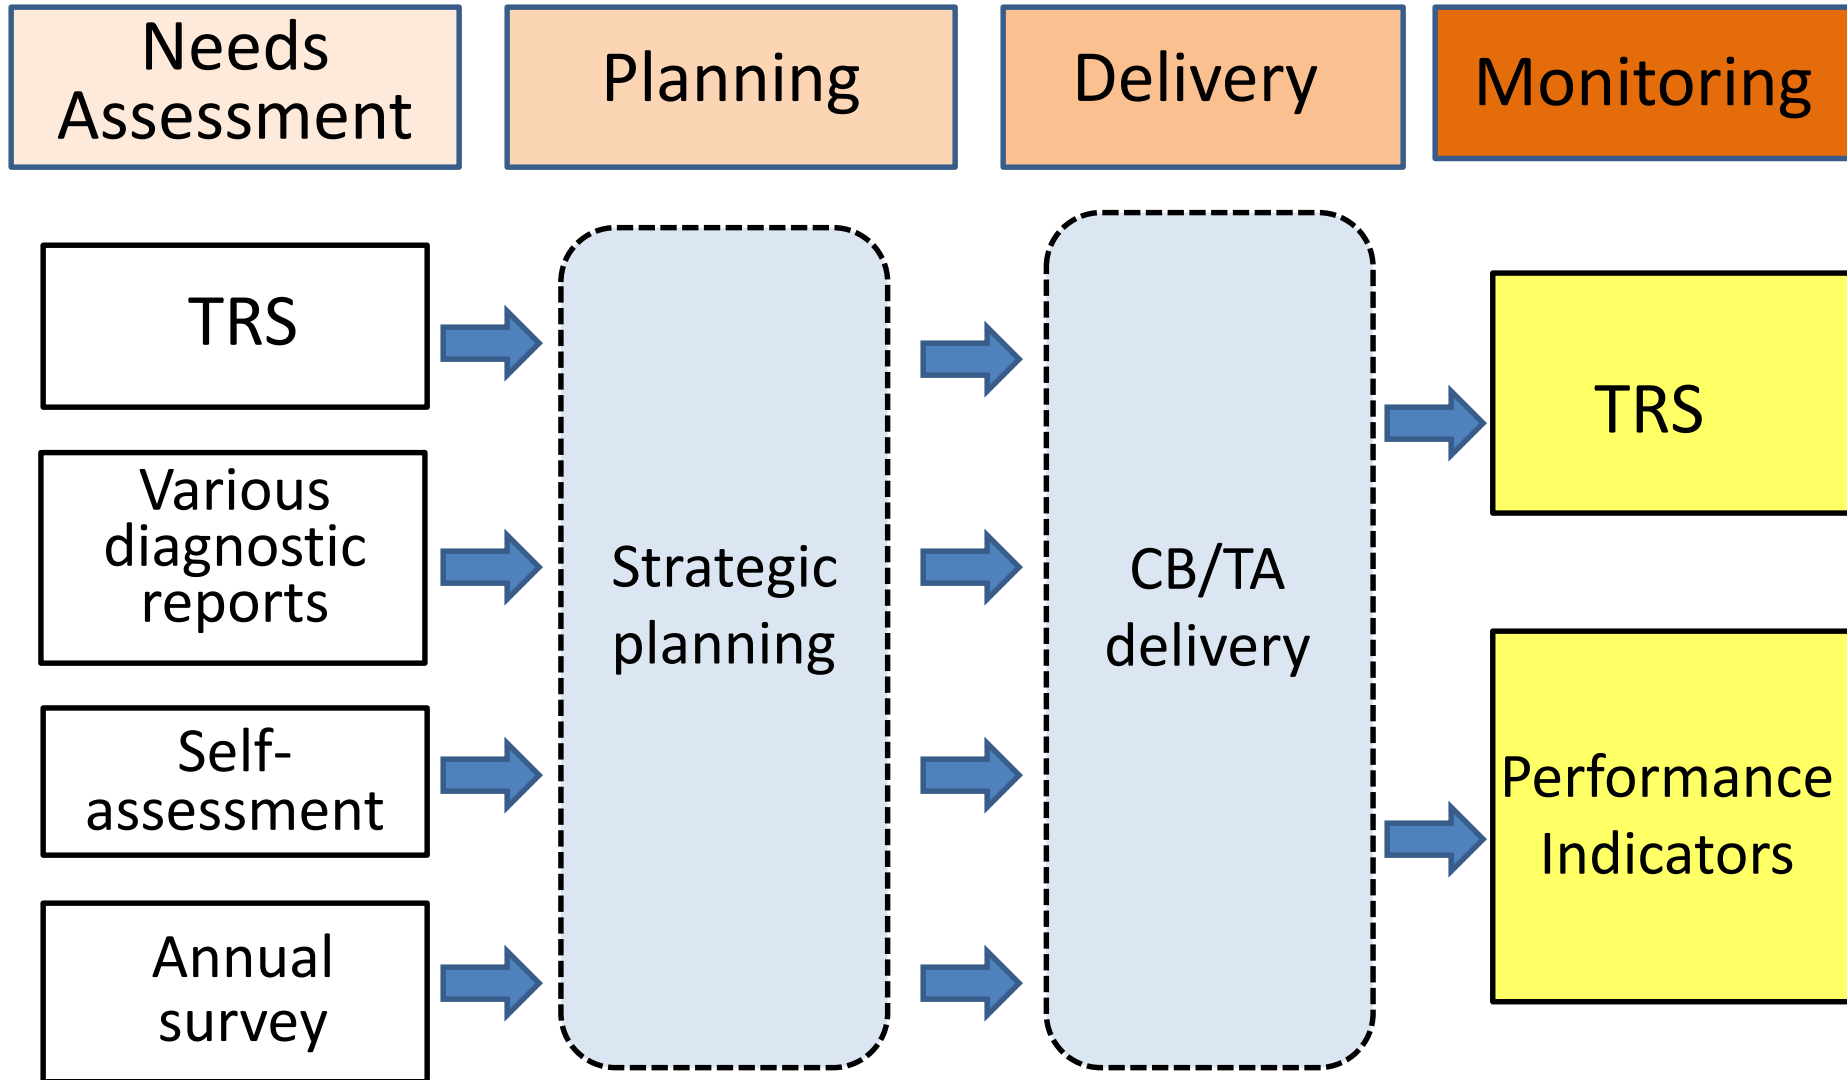 Needs
Assessment
Planning
Delivery
Monitoring
TRS
Various
diagnostic
reports
Self-
assessment
Annual
survey
Strategic
planning
CB/TA
delivery
TRS
Performance
Indicators